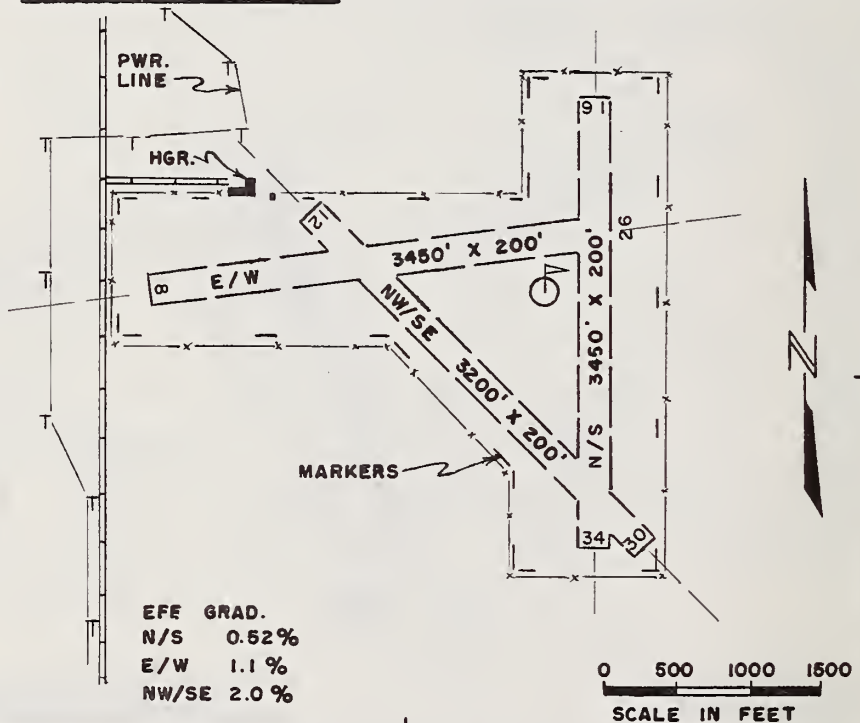 PWR.
LINE
HGR.
16
12
26
3450' X 200'
E/W
8
NW/SE 3200' X 200'
N/S 3450' X 200'
N
MARKERS
34
30
EFE GRAD.
N/S 0.52%
E/W 1.1 %
NW/SE 2.0 %
0 500 1000 1500
SCALE IN FEET